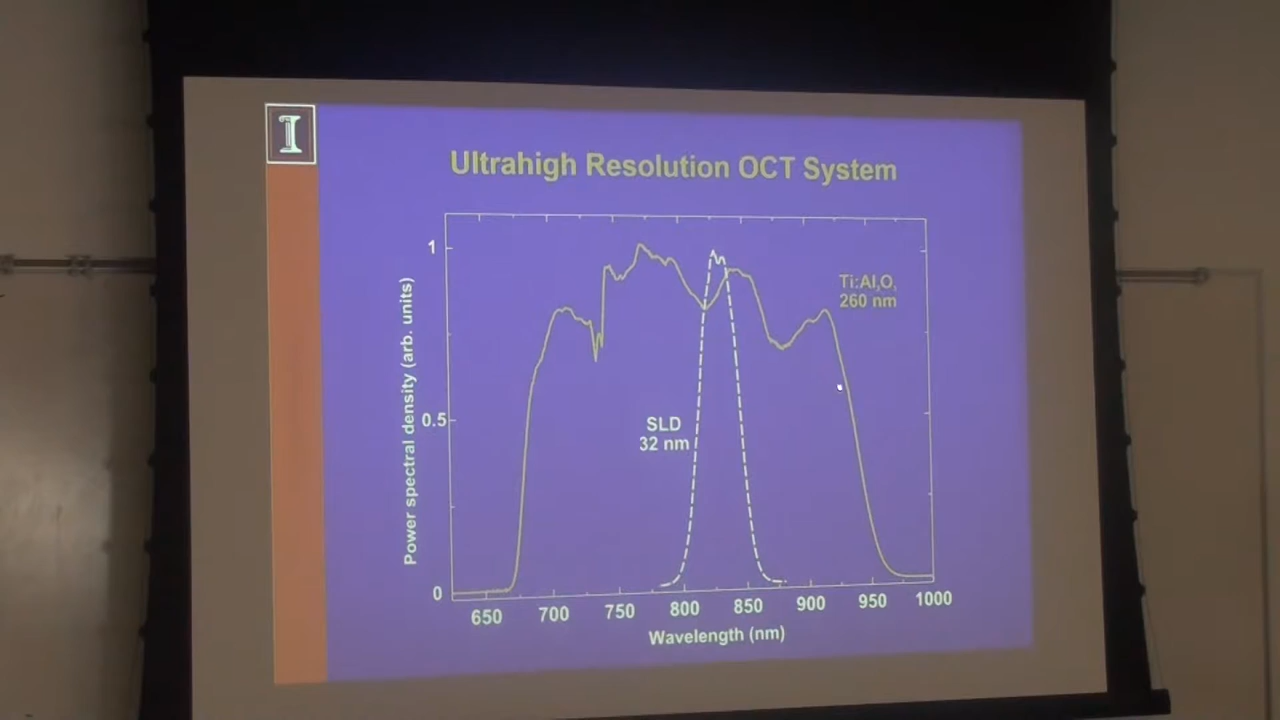 I
Ultrahigh Resolution OCT System
1
Ti:Al,O,
260 nm
Power spectral density (arb. units)
0.5
SLD
32 nm
0
650 700 750 800 850 900 950 1000
Wavelength (nm)